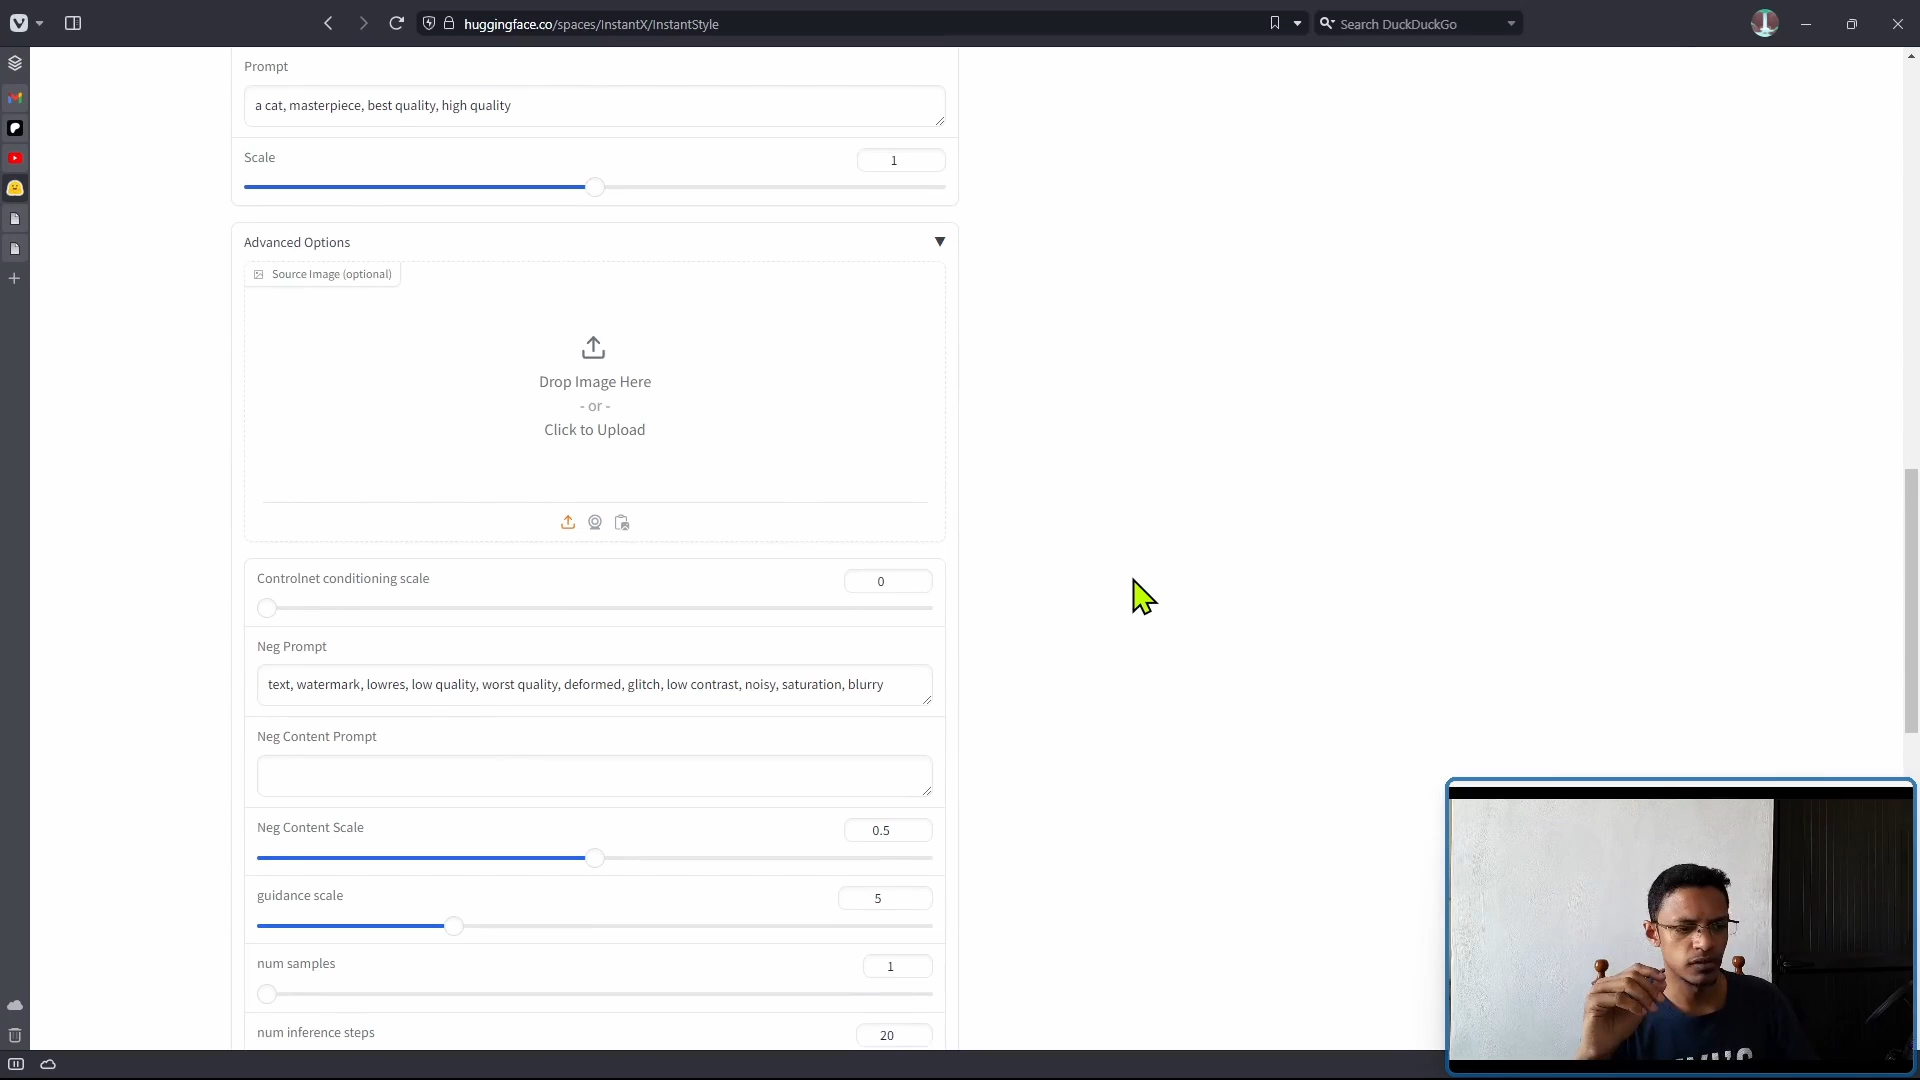 huggingface.co/spaces/InstantX/InstantStyle
Search DuckDuckGo
Prompt
a cat, masterpiece, best quality, high quality
Scale
1
Advanced Options
Source Image (optional)
Drop Image Here
- or -
Click to Upload
Controlnet conditioning scale
0
Neg Prompt
text, watermark, lowres, low quality, worst quality, deformed, glitch, low contrast, noisy, saturation, blurry
Neg Content Prompt
Neg Content Scale
0.5
guidance scale
5
num samples
1
num inference steps
20